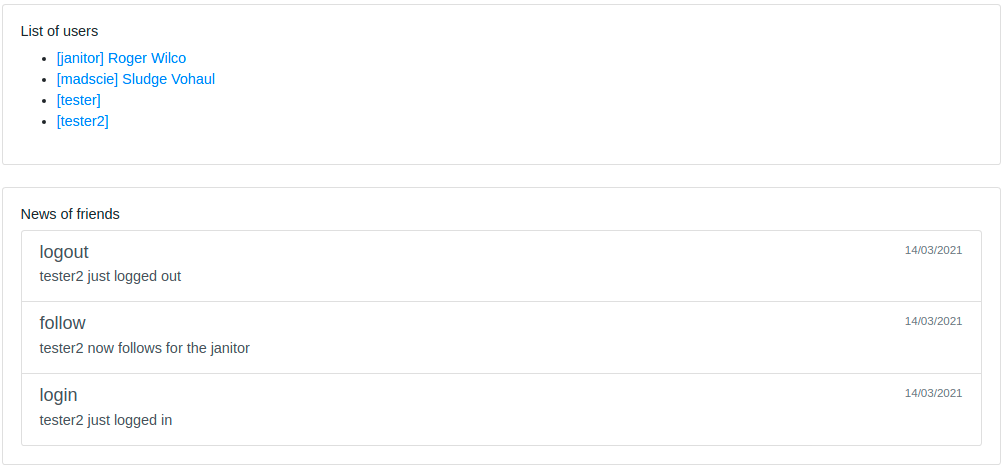 List of users
[janitor] Roger Wilco
[madscie] Sludge Vohaul
[tester]
[tester2]
News of friends
logout 14/03/2021
tester2 just logged out
follow 14/03/2021
tester2 now follows for the janitor
login 14/03/2021
tester2 just logged in